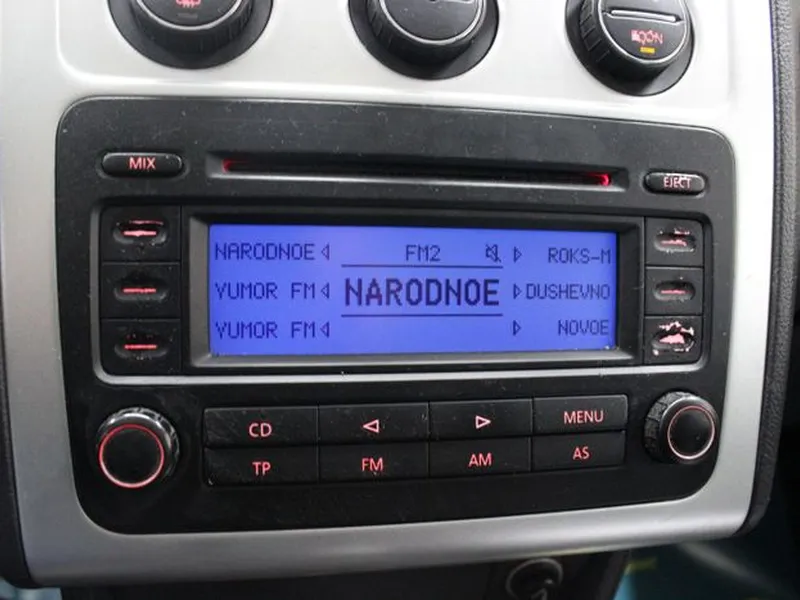 MIX
EJECT
NARODNOE FM2 ROKS-M
YUMOR FM NARODNOE DUSHEVNO
YUMOR FM NOVOE
CD MENU
TP FM AM AS